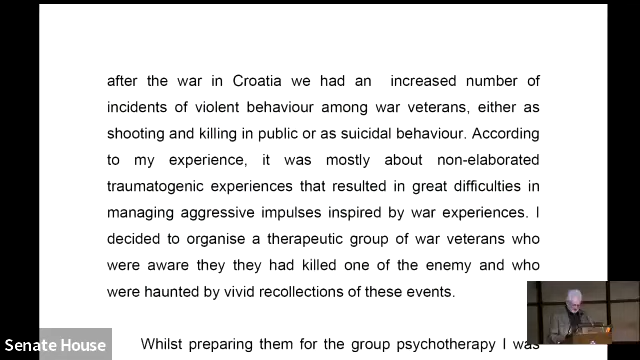 after the war in Croatia we had an increased number of
incidents of violent behaviour among war veterans, either as
shooting and killing in public or as suicidal behaviour. According
to my experience, it was mostly about non-elaborated
traumatogenic experiences that resulted in great difficulties in
managing aggressive impulses inspired by war experiences. I
decided to organise a therapeutic group of war veterans who
were aware they they had killed one of the enemy and who
were haunted by vivid recollections of these events.
Whilst preparing them for the group psychotherapy I was
Senate House